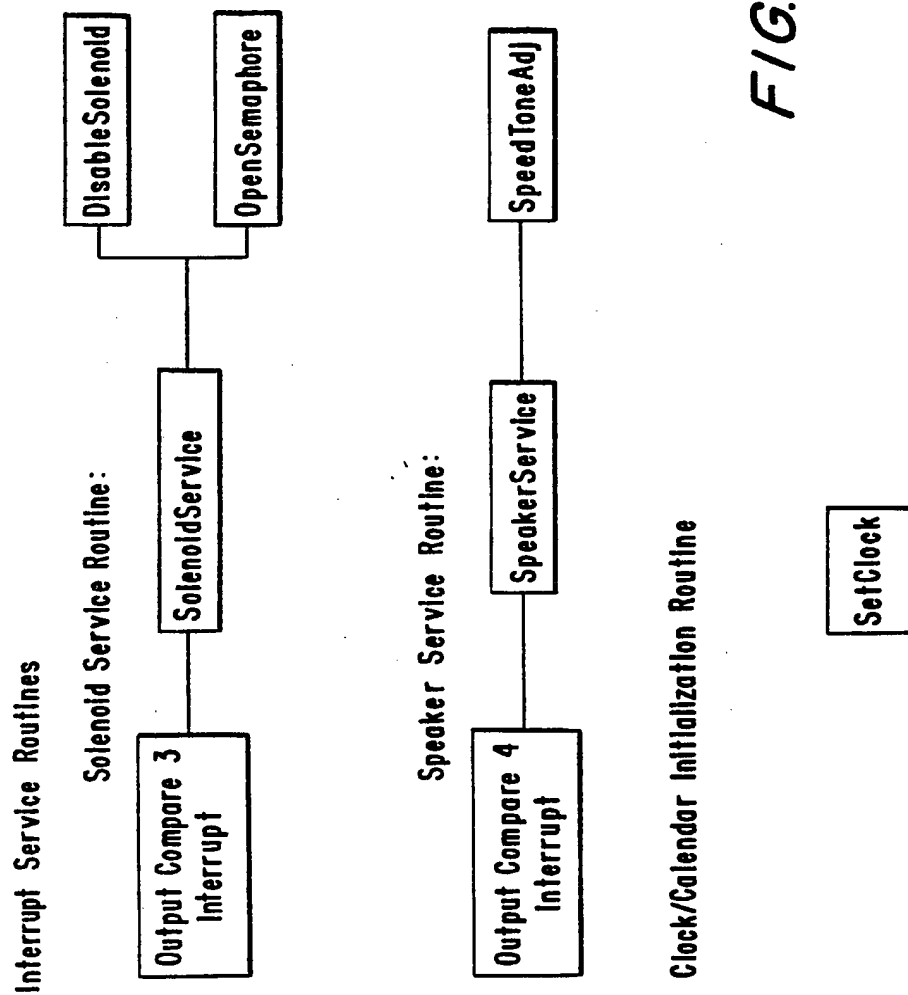 Interrupt Service Routines
Solenoid Service Routine:
Output Compare 3
Interrupt
SolenoidService
DisableSolenoid
OpenSemaphore
Speaker Service Routine:
Output Compare 4
Interrupt
SpeakerService
SpeedToneAdj
Clock/Calendar Initialization Routine
SetClock
FIG.